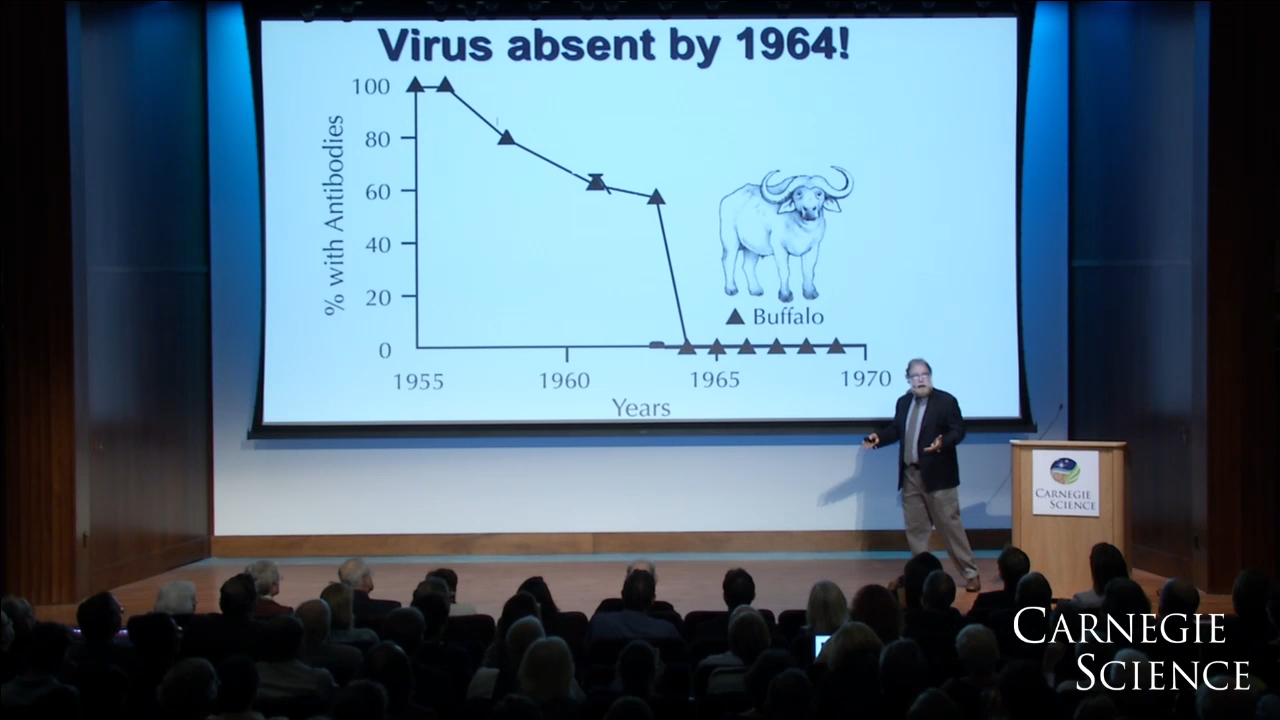 Virus absent by 1964!
100
80
60
40
20
0
% with Antibodies
1955
1960
1965
1970
Years
Buffalo
CARNEGIE
SCIENCE
CARNEGIE
SCIENCE